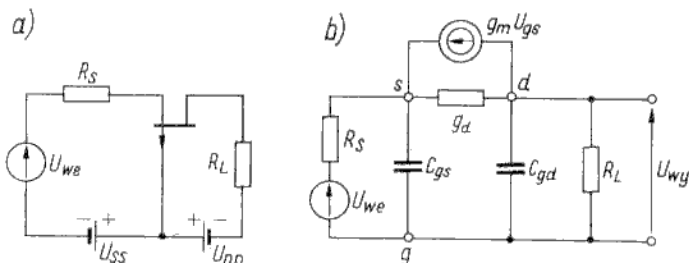 a)
R_S
U_we
R_L
U_SS
U_DD
b)
g_m U_gs
s
d
g_d
R_S
C_gs
C_gd
R_L
U_we
U_wy
g